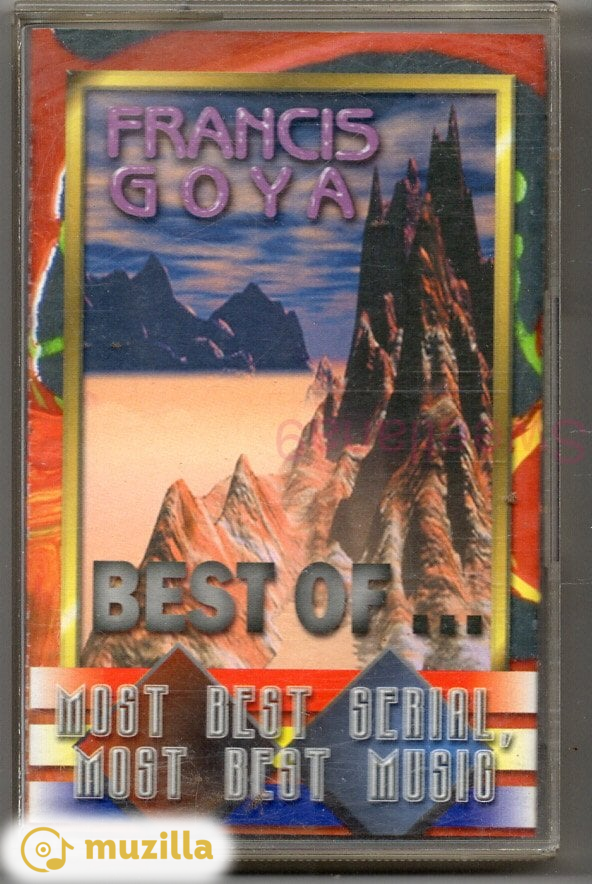 FRANCIS
GOYA
BEST OF ...
MOST BEST SERIAL,
MOST BEST MUSIC
muzilla